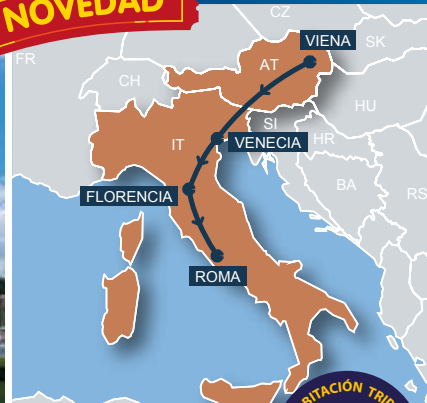 NOVEDAD
CZ
VIENA
SK
FR
AT
CH
HU
SI
IT
VENECIA
HR
BA
FLORENCIA
RS
ROMA